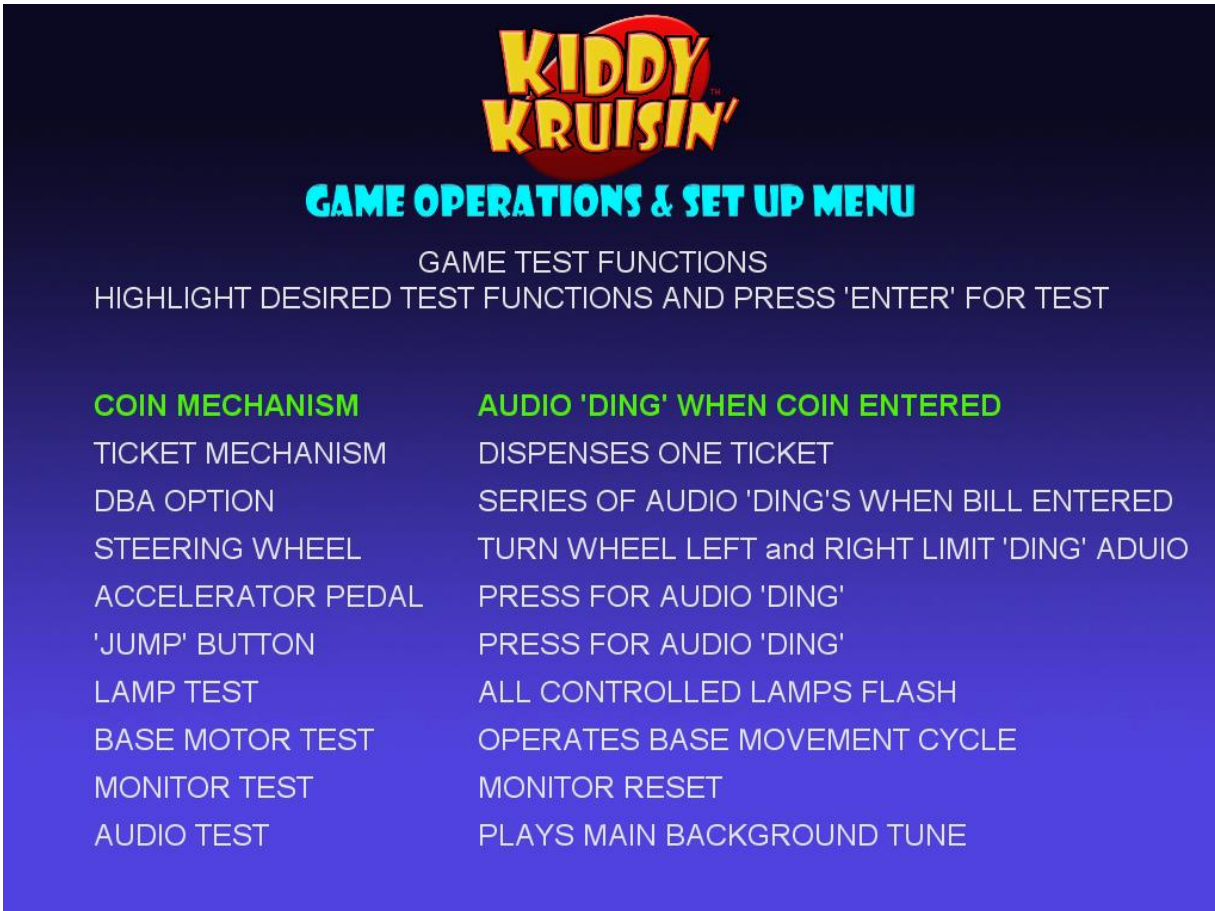 KIDDY
KRUISIN'™
GAME OPERATIONS & SET UP MENU
GAME TEST FUNCTIONS
HIGHLIGHT DESIRED TEST FUNCTIONS AND PRESS 'ENTER' FOR TEST
COIN MECHANISM AUDIO 'DING' WHEN COIN ENTERED
TICKET MECHANISM DISPENSES ONE TICKET
DBA OPTION SERIES OF AUDIO 'DING'S WHEN BILL ENTERED
STEERING WHEEL TURN WHEEL LEFT and RIGHT LIMIT 'DING' ADUIO
ACCELERATOR PEDAL PRESS FOR AUDIO 'DING'
'JUMP' BUTTON PRESS FOR AUDIO 'DING'
LAMP TEST ALL CONTROLLED LAMPS FLASH
BASE MOTOR TEST OPERATES BASE MOVEMENT CYCLE
MONITOR TEST MONITOR RESET
AUDIO TEST PLAYS MAIN BACKGROUND TUNE